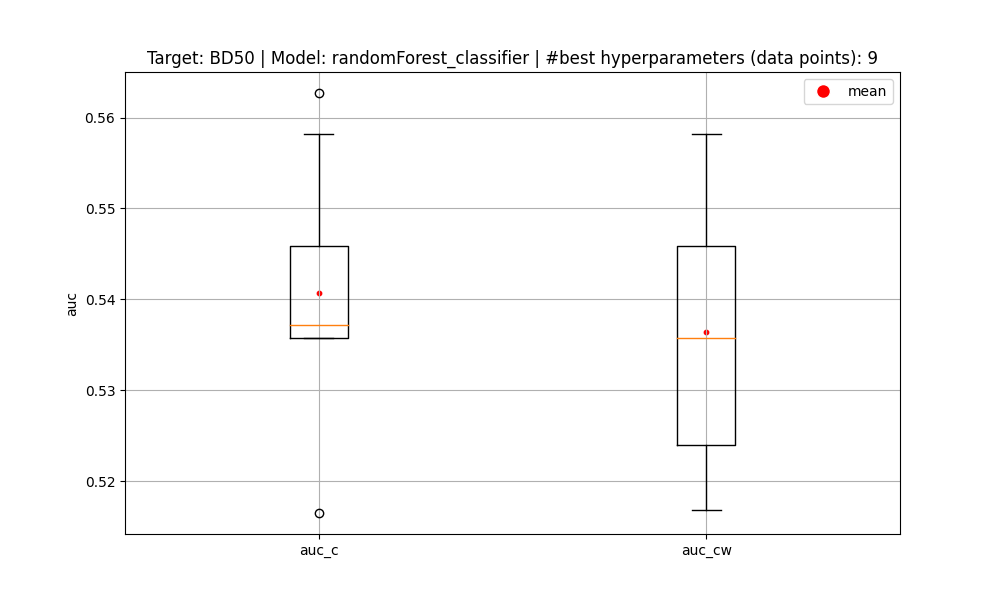 Target: BD50 | Model: randomForest_classifier | #best hyperparameters (data points): 9
mean
0.56
0.55
0.54
0.53
0.52
auc
auc_c
auc_cw